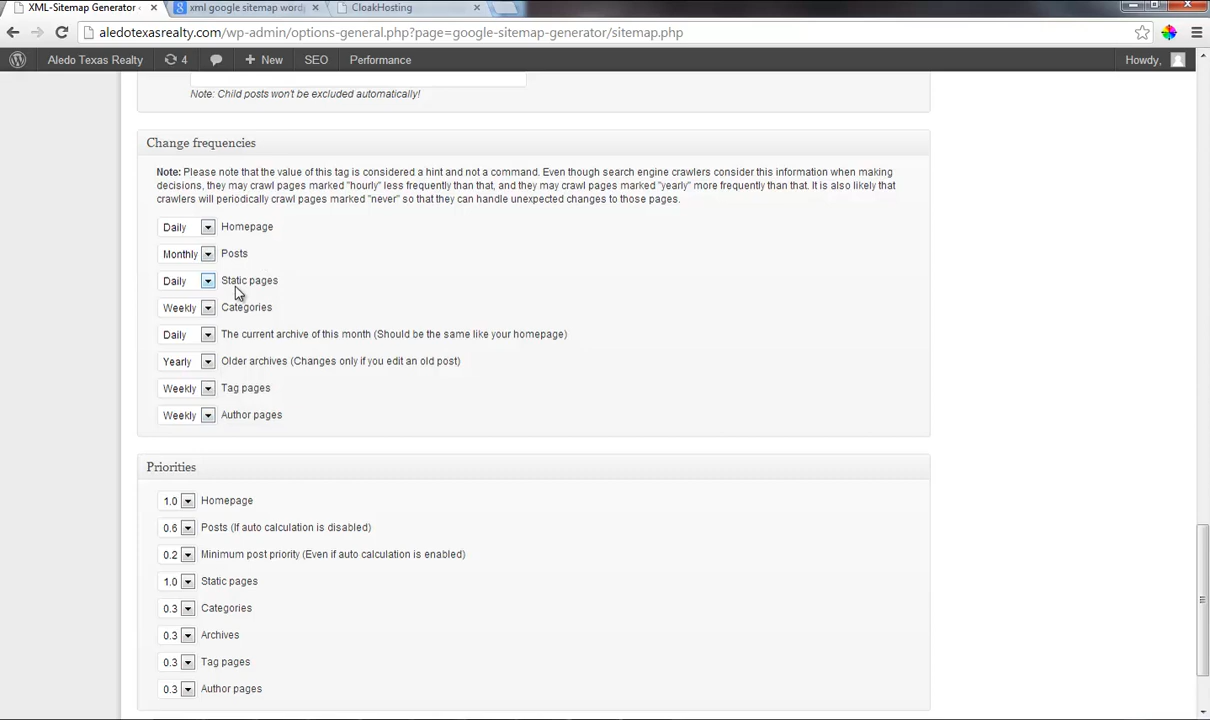 XML-Sitemap Generator
xml google sitemap word
CloakHosting
aledotexasrealty.com/wp-admin/options-general.php?page=google-sitemap-generator/sitemap.php
Aledo Texas Realty 4 + New SEO Performance Howdy,
Note: Child posts won't be excluded automatically!
Change frequencies
Note: Please note that the value of this tag is considered a hint and not a command. Even though search engine crawlers consider this information when making
decisions, they may crawl pages marked "hourly" less frequently than that, and they may crawl pages marked "yearly" more frequently than that. It is also likely that
crawlers will periodically crawl pages marked "never" so that they can handle unexpected changes to those pages.
Daily Homepage
Monthly Posts
Daily Static pages
Weekly Categories
Daily The current archive of this month (Should be the same like your homepage)
Yearly Older archives (Changes only if you edit an old post)
Weekly Tag pages
Weekly Author pages
Priorities
1.0 Homepage
0.6 Posts (If auto calculation is disabled)
0.2 Minimum post priority (Even if auto calculation is enabled)
1.0 Static pages
0.3 Categories
0.3 Archives
0.3 Tag pages
0.3 Author pages